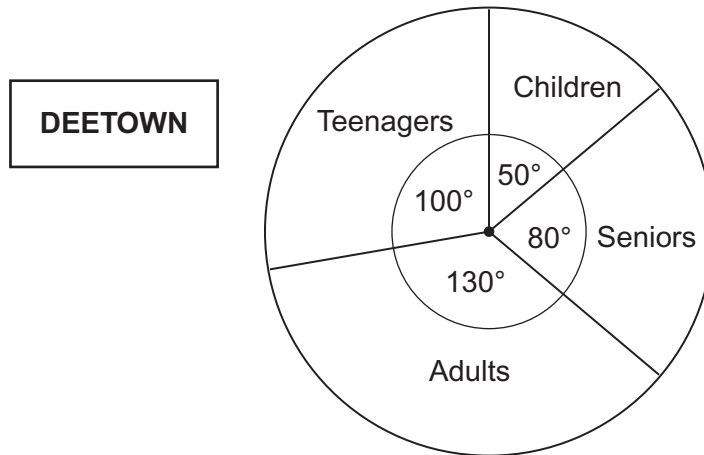 DEETOWN
Children
Teenagers
50°
100°
80° Seniors
130°
Adults